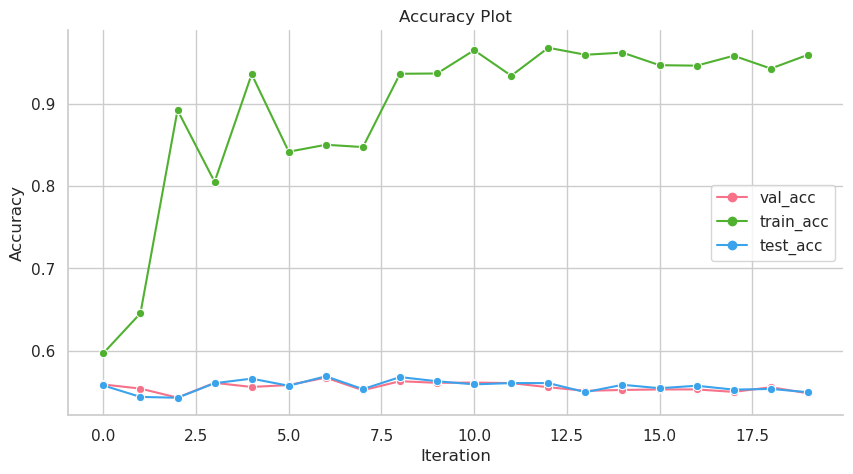 Accuracy Plot
Accuracy
0.9
0.8
0.7
0.6
val_acc
train_acc
test_acc
0.0 2.5 5.0 7.5 10.0 12.5 15.0 17.5
Iteration